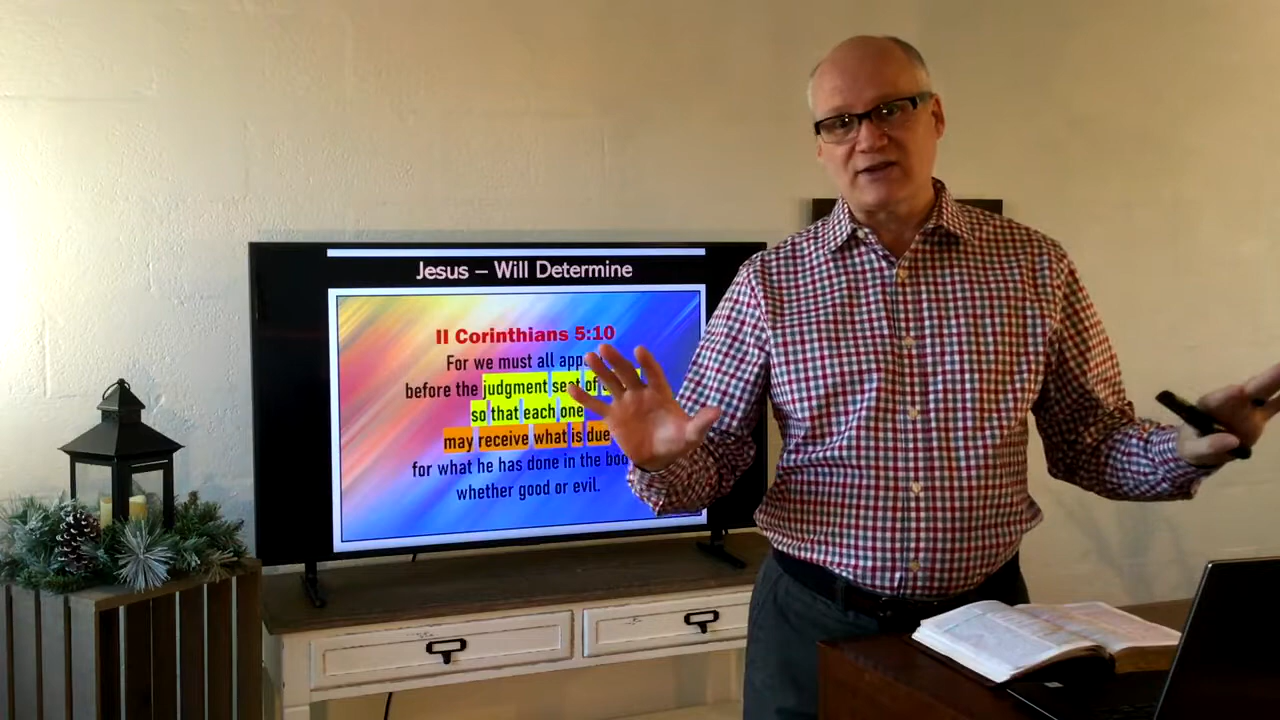 Jesus – Will Determine
II Corinthians 5:10
For we must all
before the judgment seat of
so that each one
may receive what is due
for what he has done in the
whether good or evil.